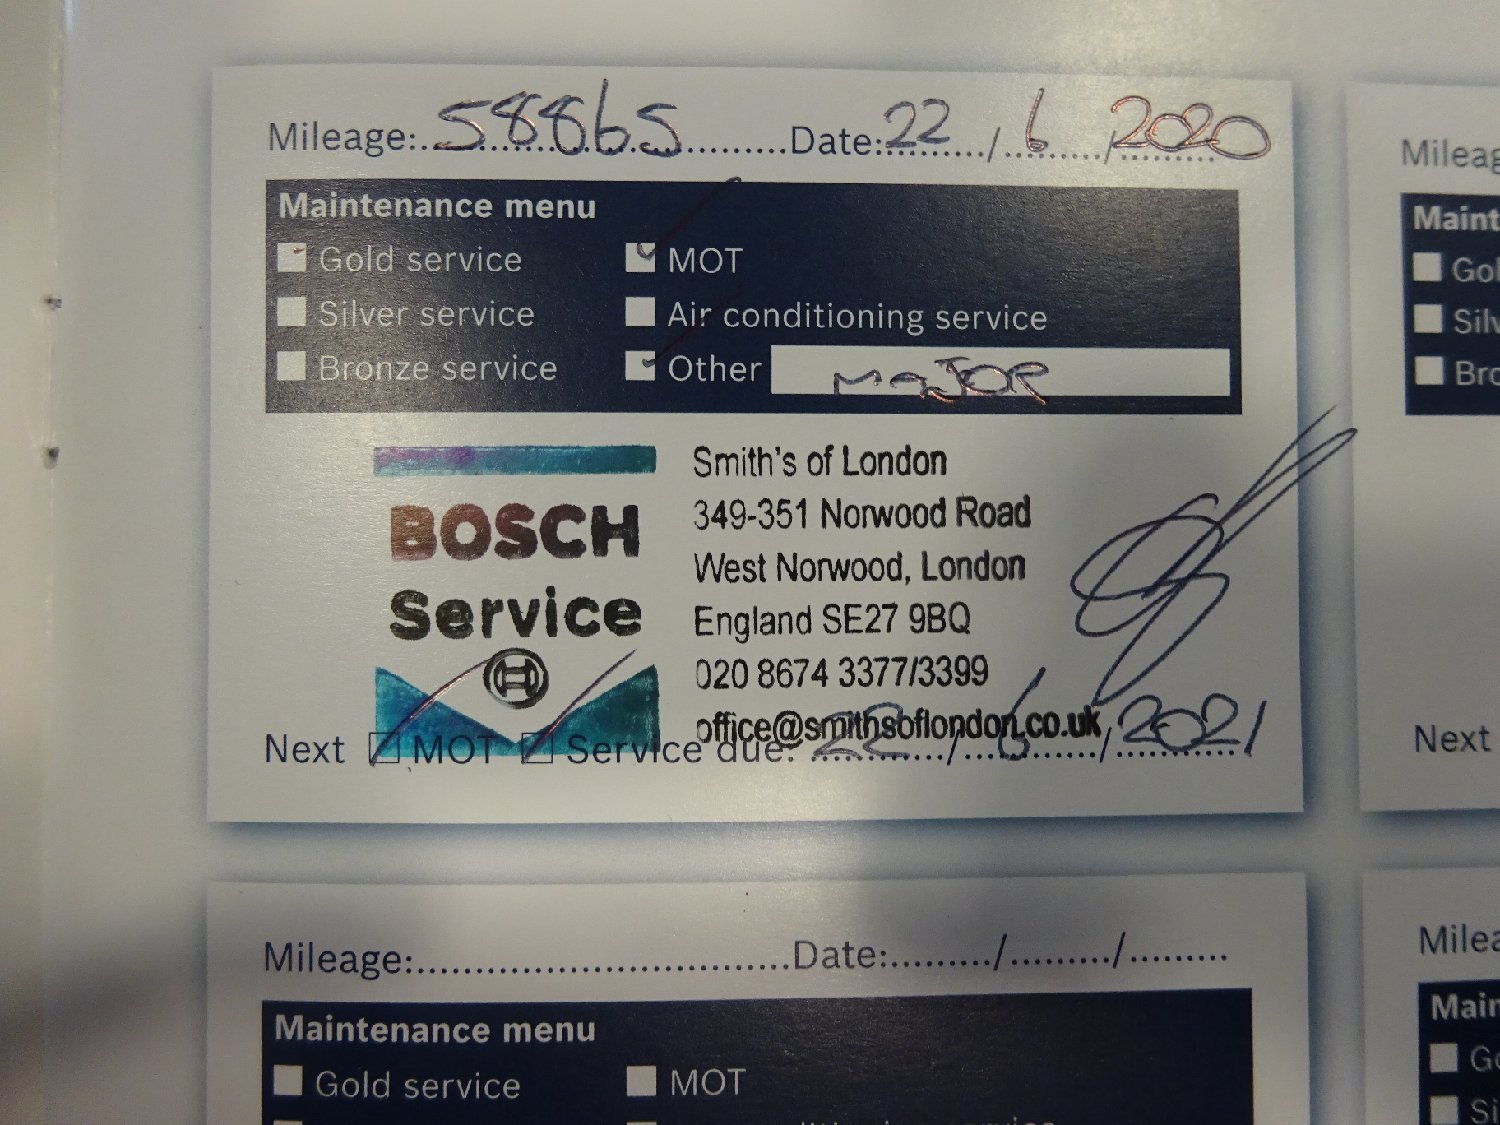 Mileage: 58865 Date: 22 / 6 / 2020
Maintenance menu
Gold service MOT
Silver service Air conditioning service
Bronze service Other MAJOR
BOSCH
Service
Smith's of London
349-351 Norwood Road
West Norwood, London
England SE27 9BQ
020 8674 3377/3399
office@smithsoflondon.co.uk
Next MOT Service due: 22 / 6 / 2021
Mileage: Date: / /
Maintenance menu
Gold service MOT
Mileag
Maint
Gol
Silv
Bro
Next
Milea
Main
Go
Si